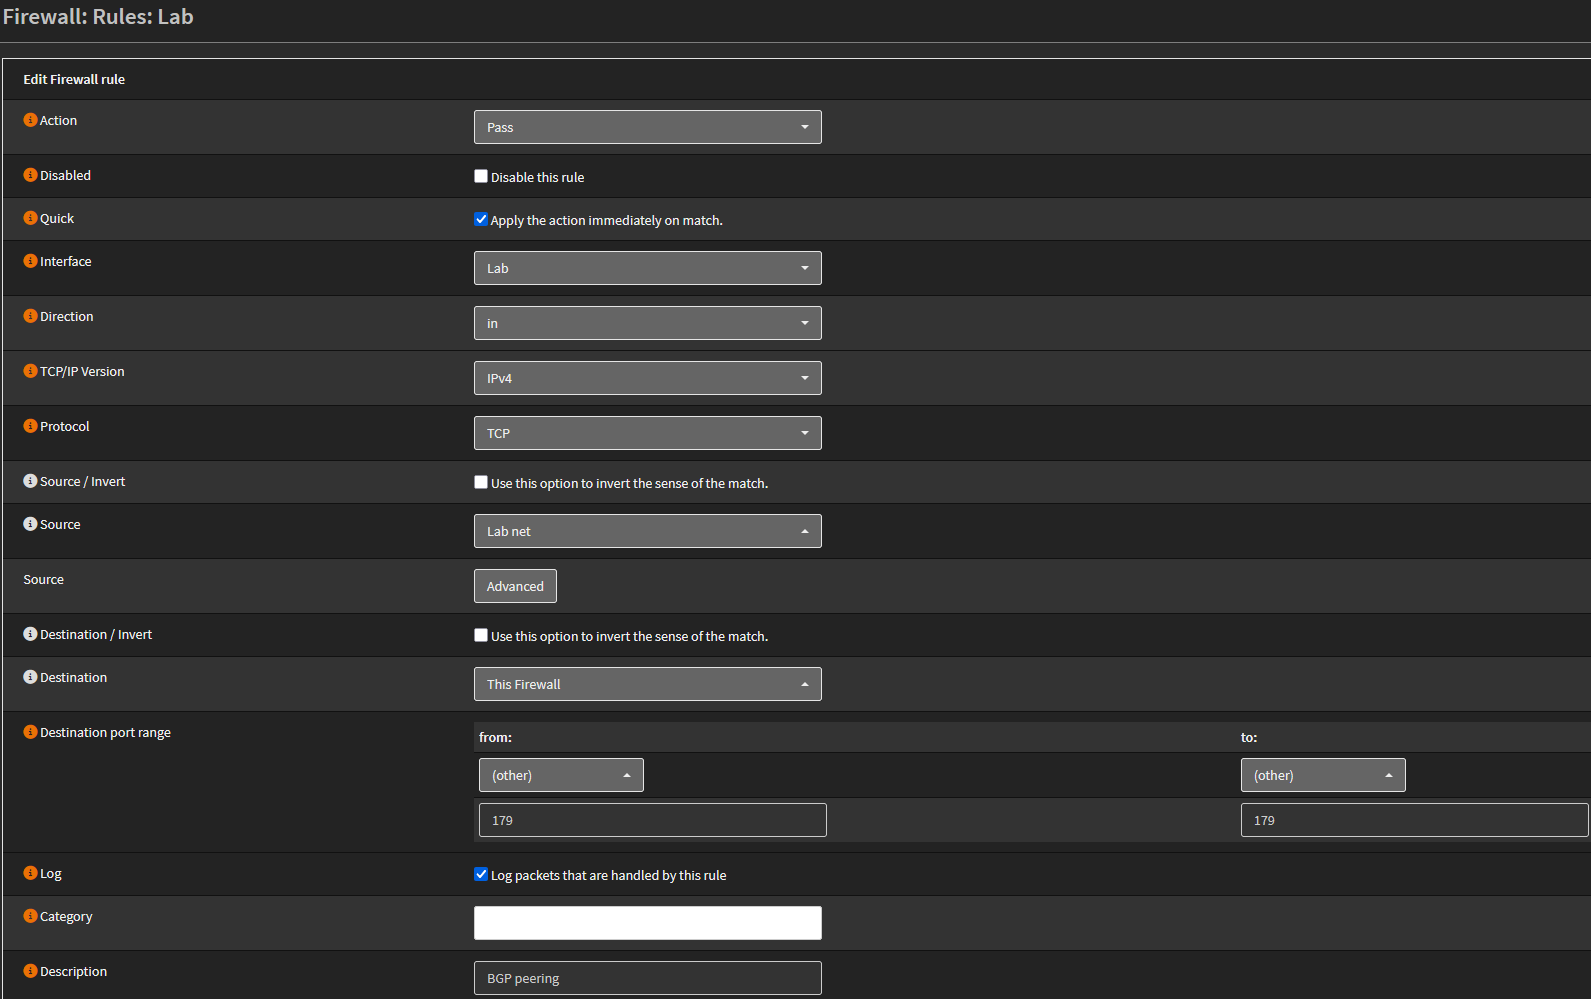 Firewall: Rules: Lab
Edit Firewall rule
Action
Pass
Disabled
Disable this rule
Quick
Apply the action immediately on match.
Interface
Lab
Direction
in
TCP/IP Version
IPv4
Protocol
TCP
Source / Invert
Use this option to invert the sense of the match.
Source
Lab net
Source
Advanced
Destination / Invert
Use this option to invert the sense of the match.
Destination
This Firewall
Destination port range
from: to:
(other) (other)
179 179
Log
Log packets that are handled by this rule
Category
Description
BGP peering